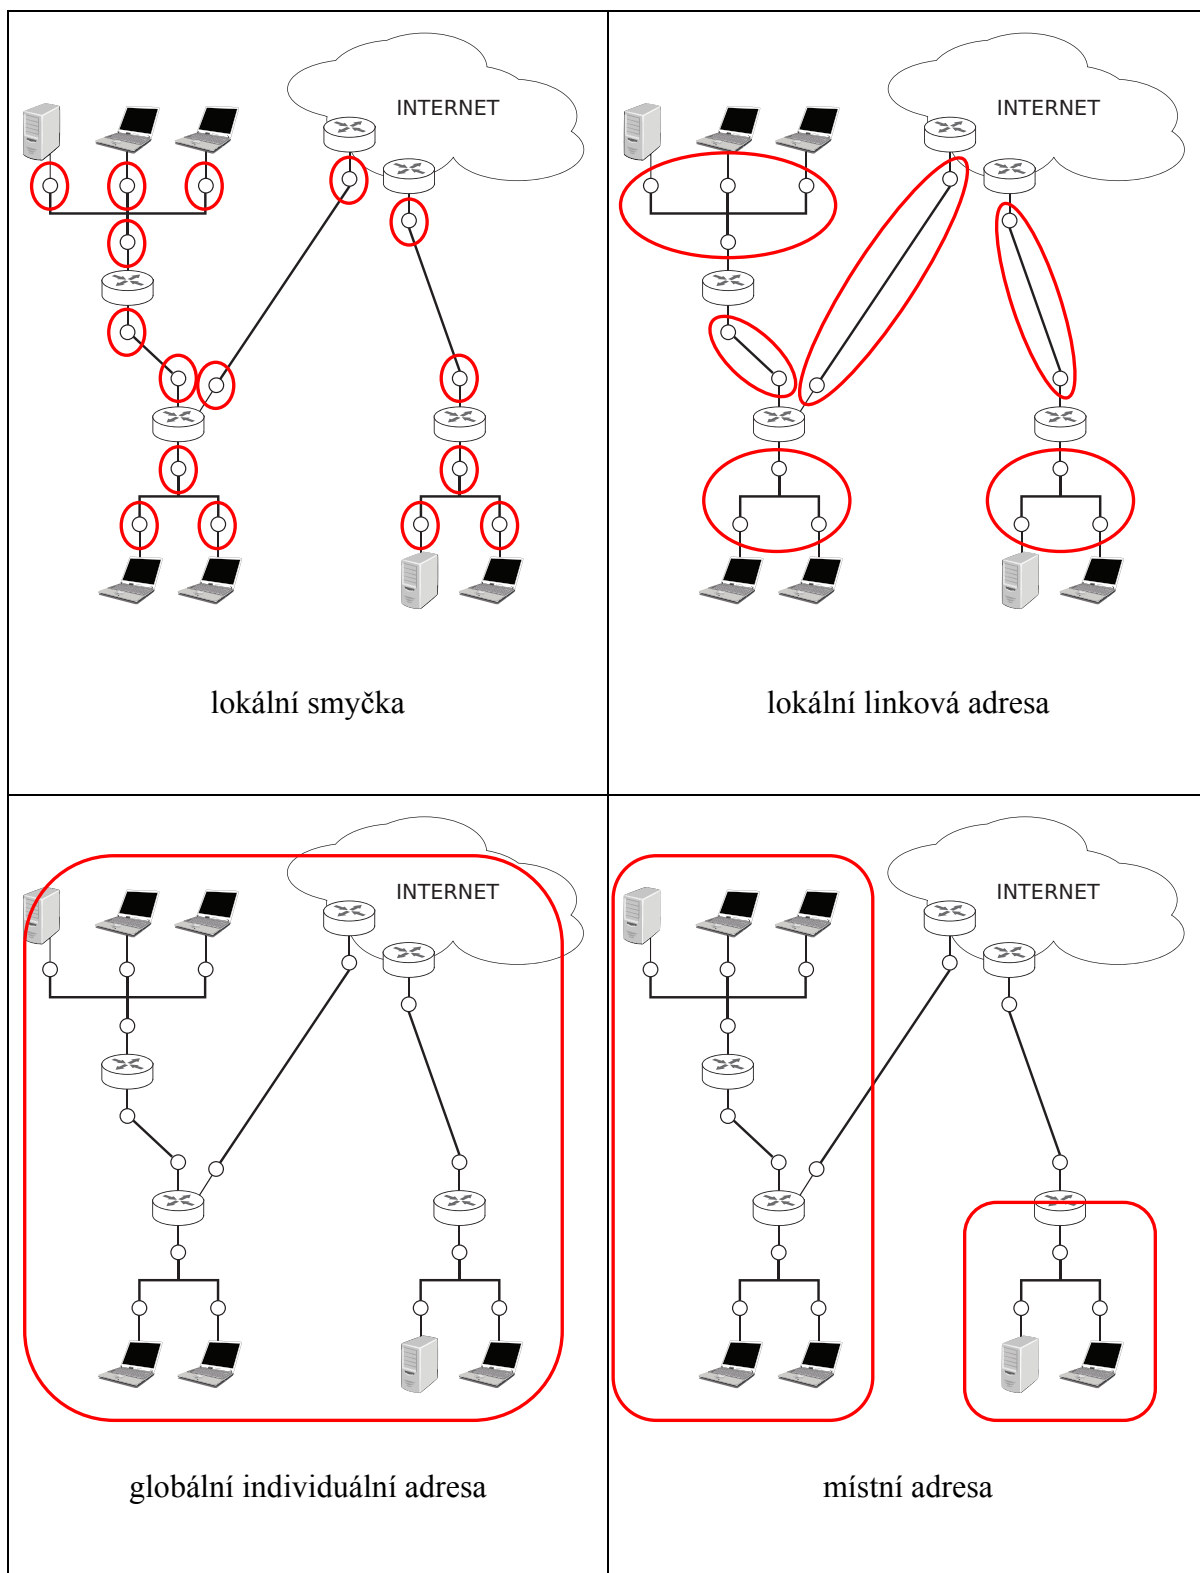 INTERNET
INTERNET
lokální smyčka
lokální linková adresa
INTERNET
INTERNET
globální individuální adresa
místní adresa